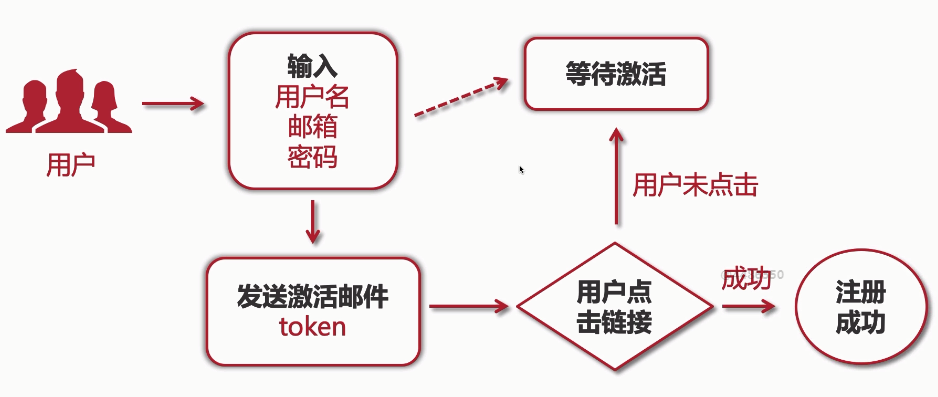 用户
输入
用户名
邮箱
密码
等待激活
用户未点击
发送激活邮件
token
用户点
击链接
成功
注册
成功